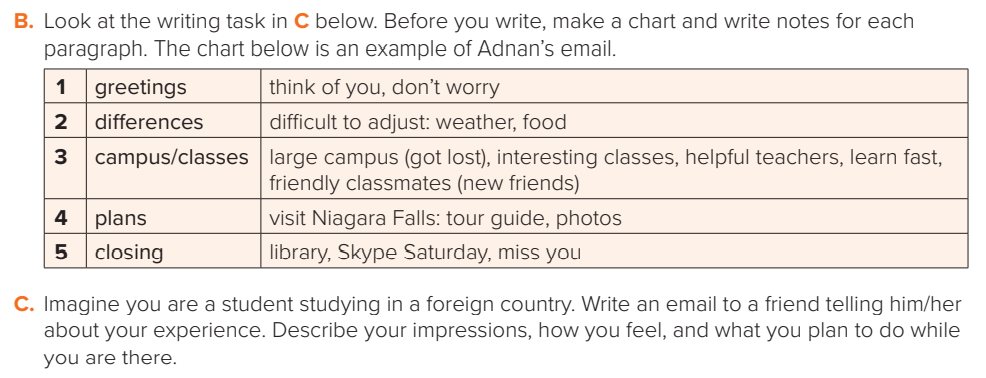 B. Look at the writing task in C below. Before you write, make a chart and write notes for each
paragraph. The chart below is an example of Adnan's email.
1 greetings think of you, don't worry
2 differences difficult to adjust: weather, food
3 campus/classes large campus (got lost), interesting classes, helpful teachers, learn fast,
friendly classmates (new friends)
4 plans visit Niagara Falls: tour guide, photos
5 closing library, Skype Saturday, miss you
C. Imagine you are a student studying in a foreign country. Write an email to a friend telling him/her
about your experience. Describe your impressions, how you feel, and what you plan to do while
you are there.